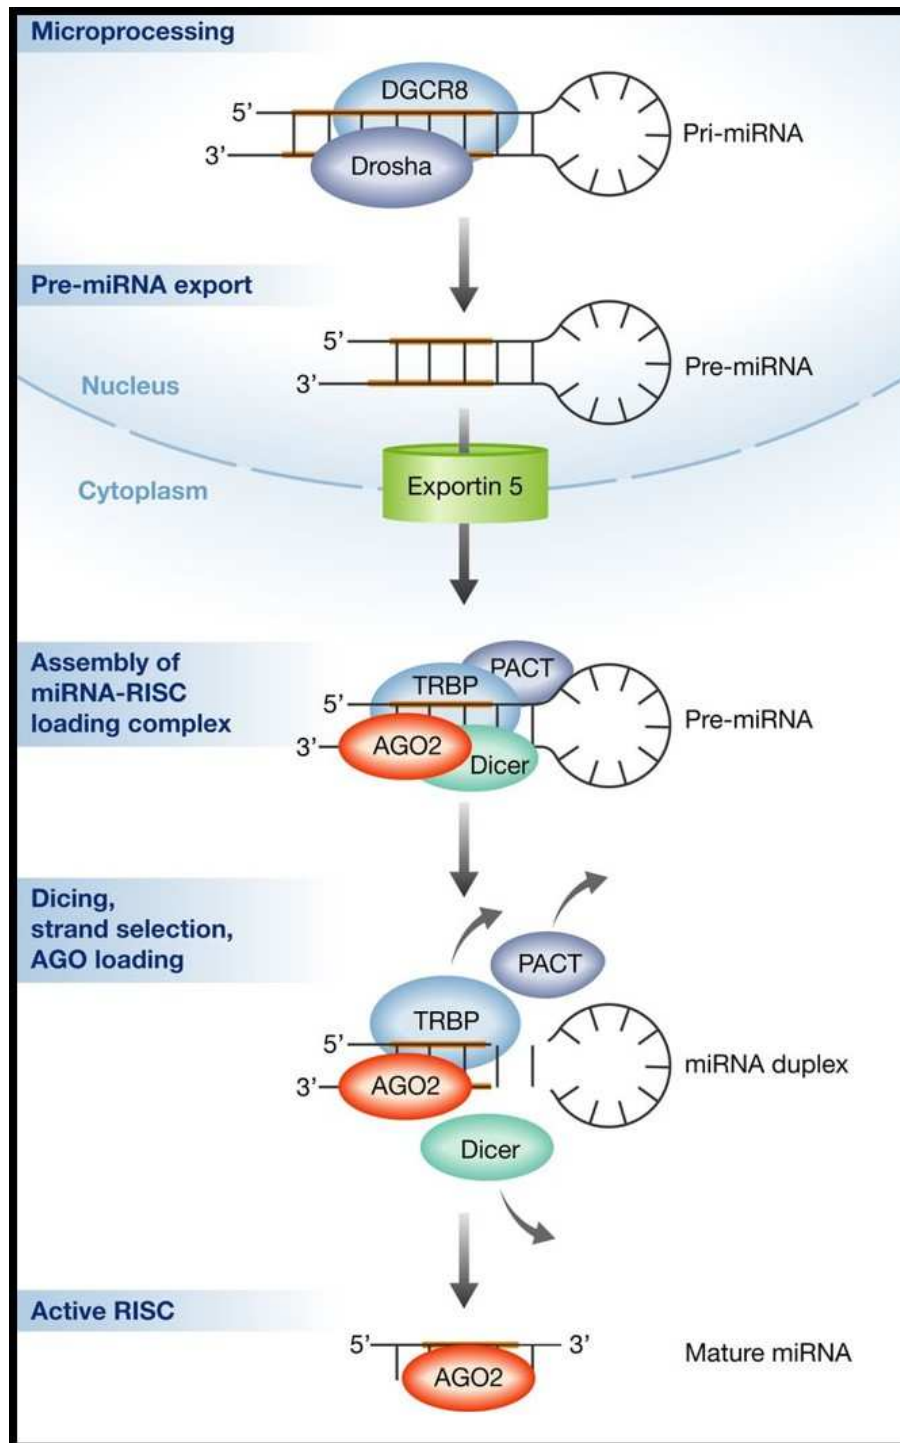 Microprocessing
DGCR8
5’
3’
Drosha
Pri-miRNA
Pre-miRNA export
5’
3’
Pre-miRNA
Nucleus
Cytoplasm
Exportin 5
Assembly of
miRNA-RISC
loading complex
PACT
TRBP
5’
3’
AGO2
Dicer
Pre-miRNA
Dicing,
strand selection,
AGO loading
PACT
TRBP
5’
3’
AGO2
miRNA duplex
Dicer
Active RISC
5’
3’
AGO2
Mature miRNA